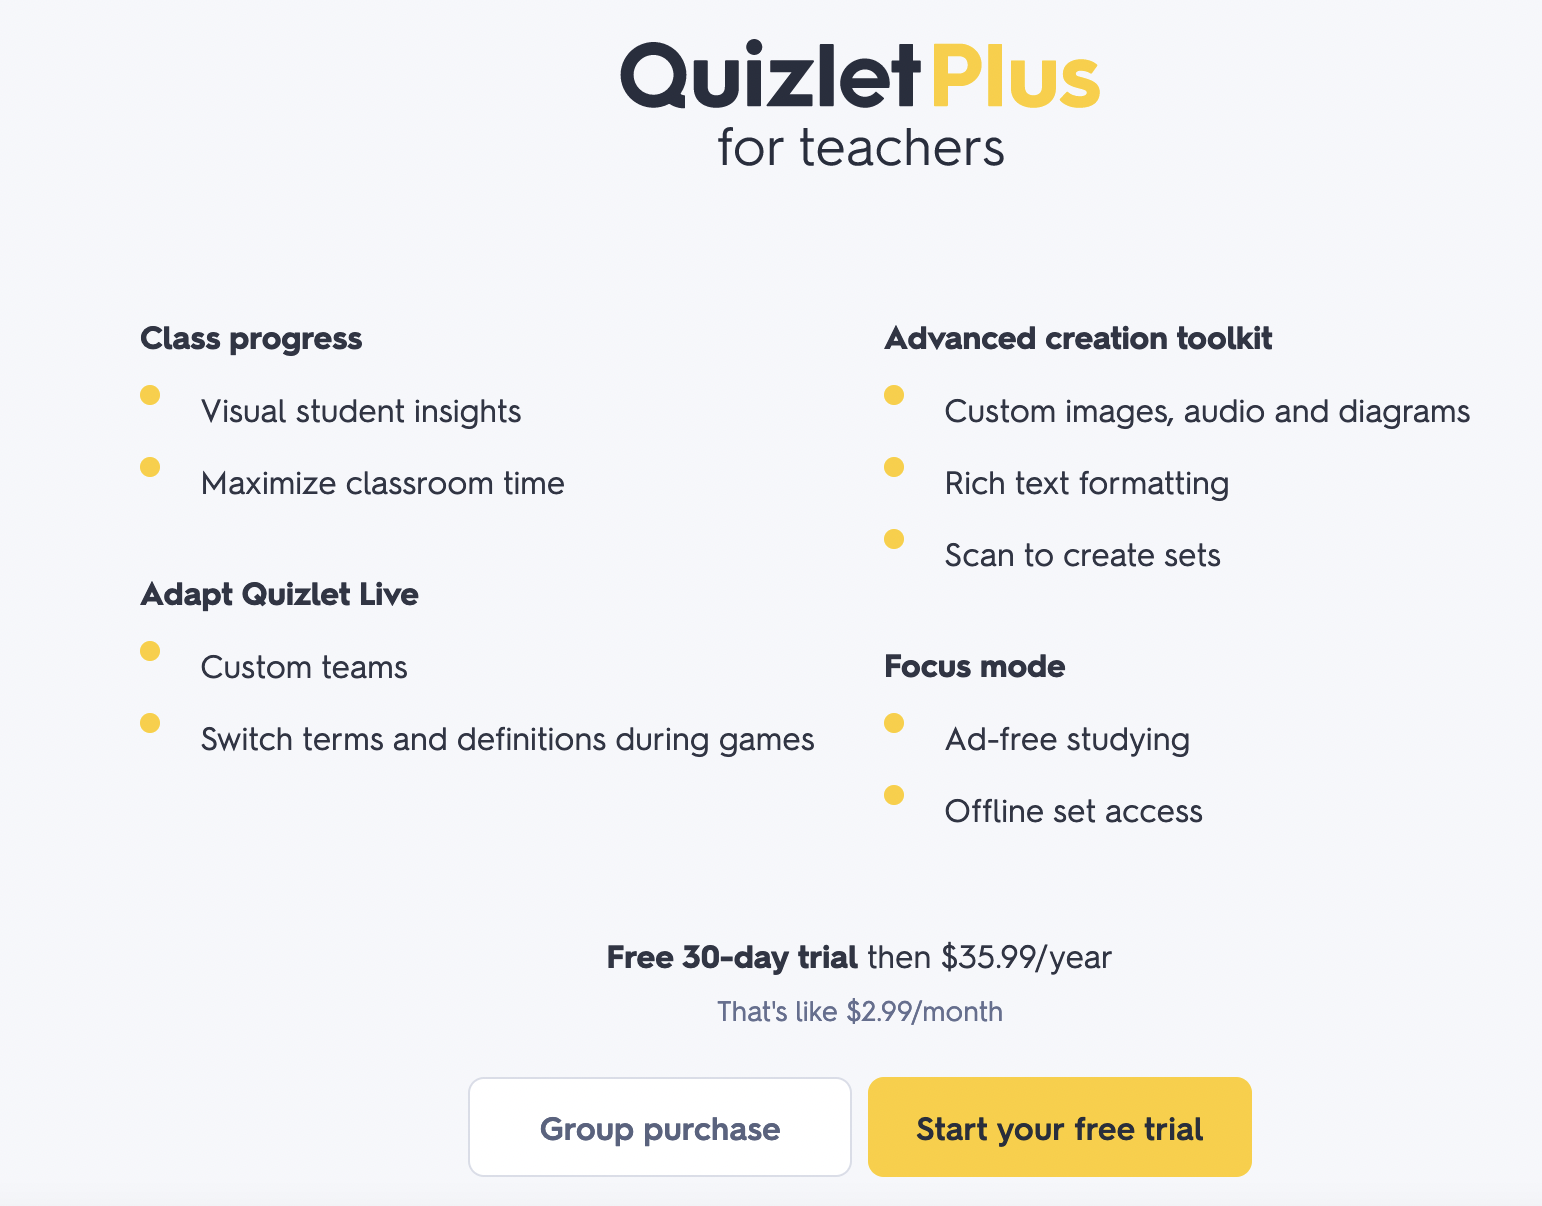 Quizlet Plus
for teachers
Class progress
Visual student insights
Maximize classroom time
Adapt Quizlet Live
Custom teams
Switch terms and definitions during games
Advanced creation toolkit
Custom images, audio and diagrams
Rich text formatting
Scan to create sets
Focus mode
Ad-free studying
Offline set access
Free 30-day trial then $35.99/year
That's like $2.99/month
Group purchase
Start your free trial